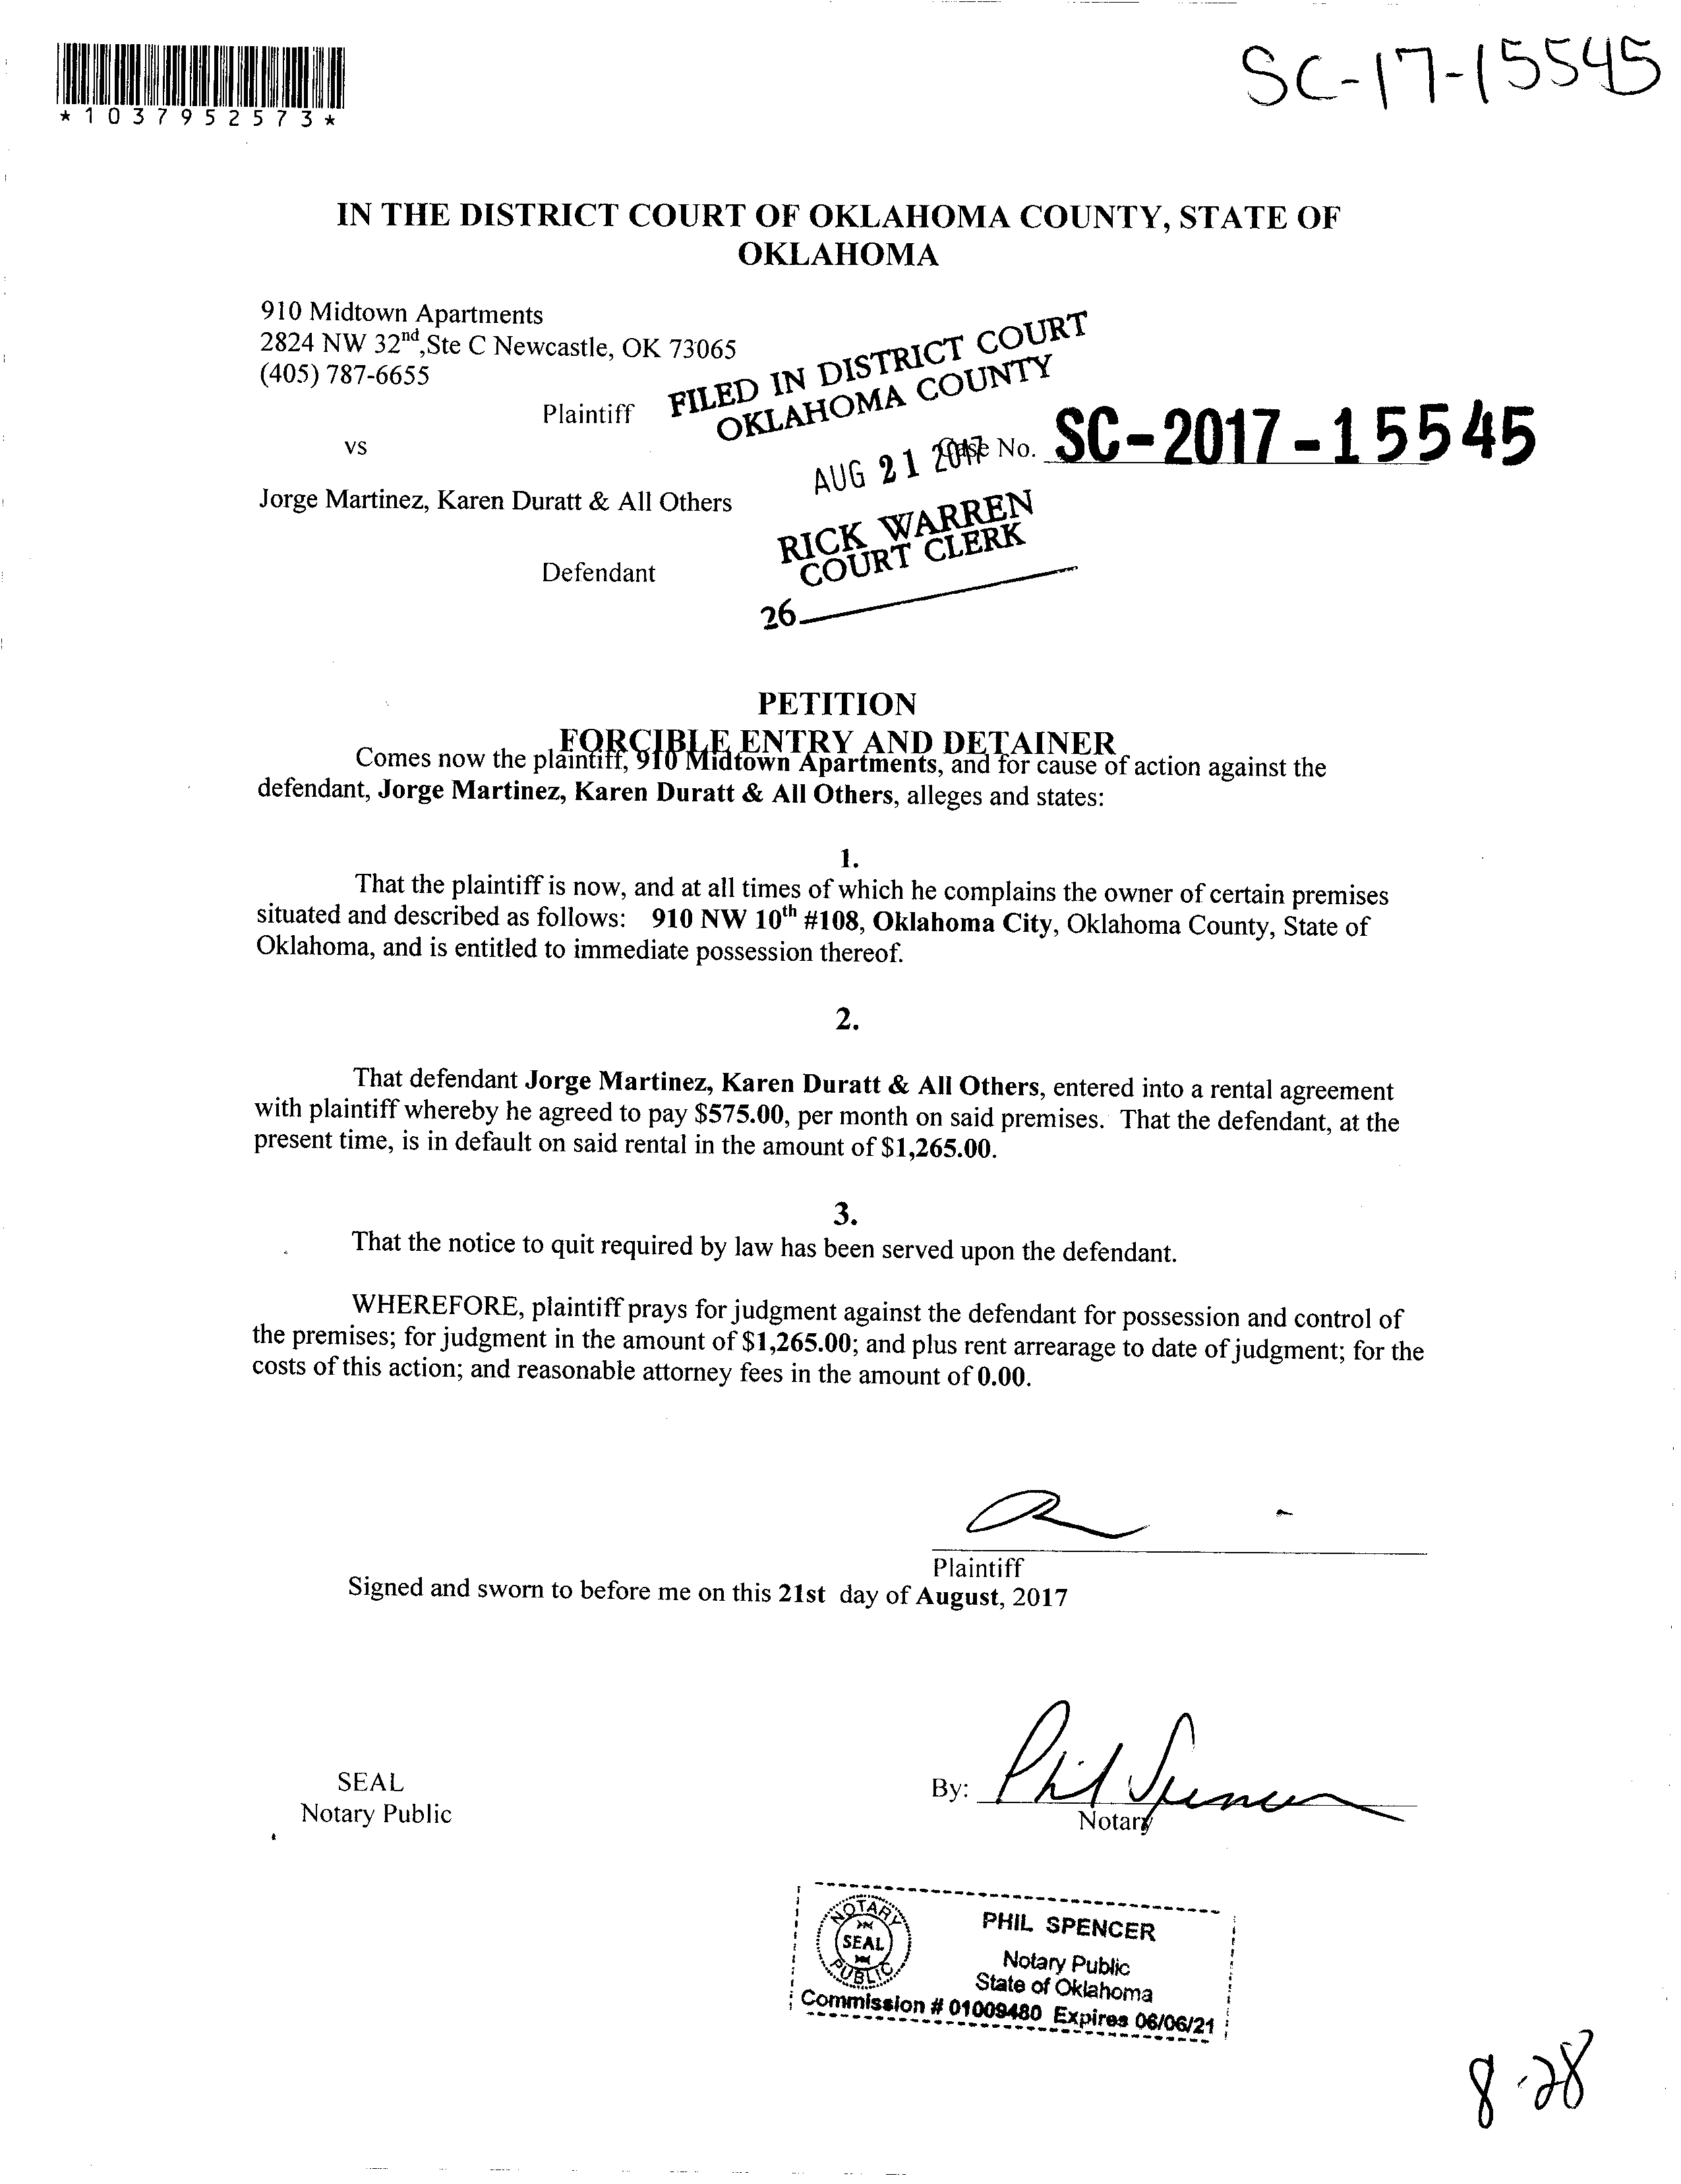 SC-17-15545
*1037952573*
IN THE DISTRICT COURT OF OKLAHOMA COUNTY, STATE OF
OKLAHOMA
910 Midtown Apartments
2824 NW 32nd,Ste C Newcastle, OK 73065
(405) 787-6655
Plaintiff
FILED IN DISTRICT COURT
OKLAHOMA COUNTY
vs
Case No. SC-2017-15545
AUG 21 2017
Jorge Martinez, Karen Duratt & All Others
RICK WARREN
COURT CLERK
Defendant
26
PETITION
FORCIBLE ENTRY AND DETAINER
Comes now the plaintiff, 910 Midtown Apartments, and for cause of action against the
defendant, Jorge Martinez, Karen Duratt & All Others, alleges and states:
1.
That the plaintiff is now, and at all times of which he complains the owner of certain premises
situated and described as follows: 910 NW 10th #108, Oklahoma City, Oklahoma County, State of
Oklahoma, and is entitled to immediate possession thereof.
2.
That defendant Jorge Martinez, Karen Duratt & All Others, entered into a rental agreement
with plaintiff whereby he agreed to pay $575.00, per month on said premises. That the defendant, at the
present time, is in default on said rental in the amount of $1,265.00.
3.
That the notice to quit required by law has been served upon the defendant.
WHEREFORE, plaintiff prays for judgment against the defendant for possession and control of
the premises; for judgment in the amount of $1,265.00; and plus rent arrearage to date of judgment; for the
costs of this action; and reasonable attorney fees in the amount of 0.00.
Plaintiff
Signed and sworn to before me on this 21st day of August, 2017
SEAL
Notary Public
By: Phil Spencer
Notary
NOTARY
SEAL
PUBLIC
PHIL SPENCER
Notary Public
State of Oklahoma
Commission # 01009480 Expires 06/06/21
8-28